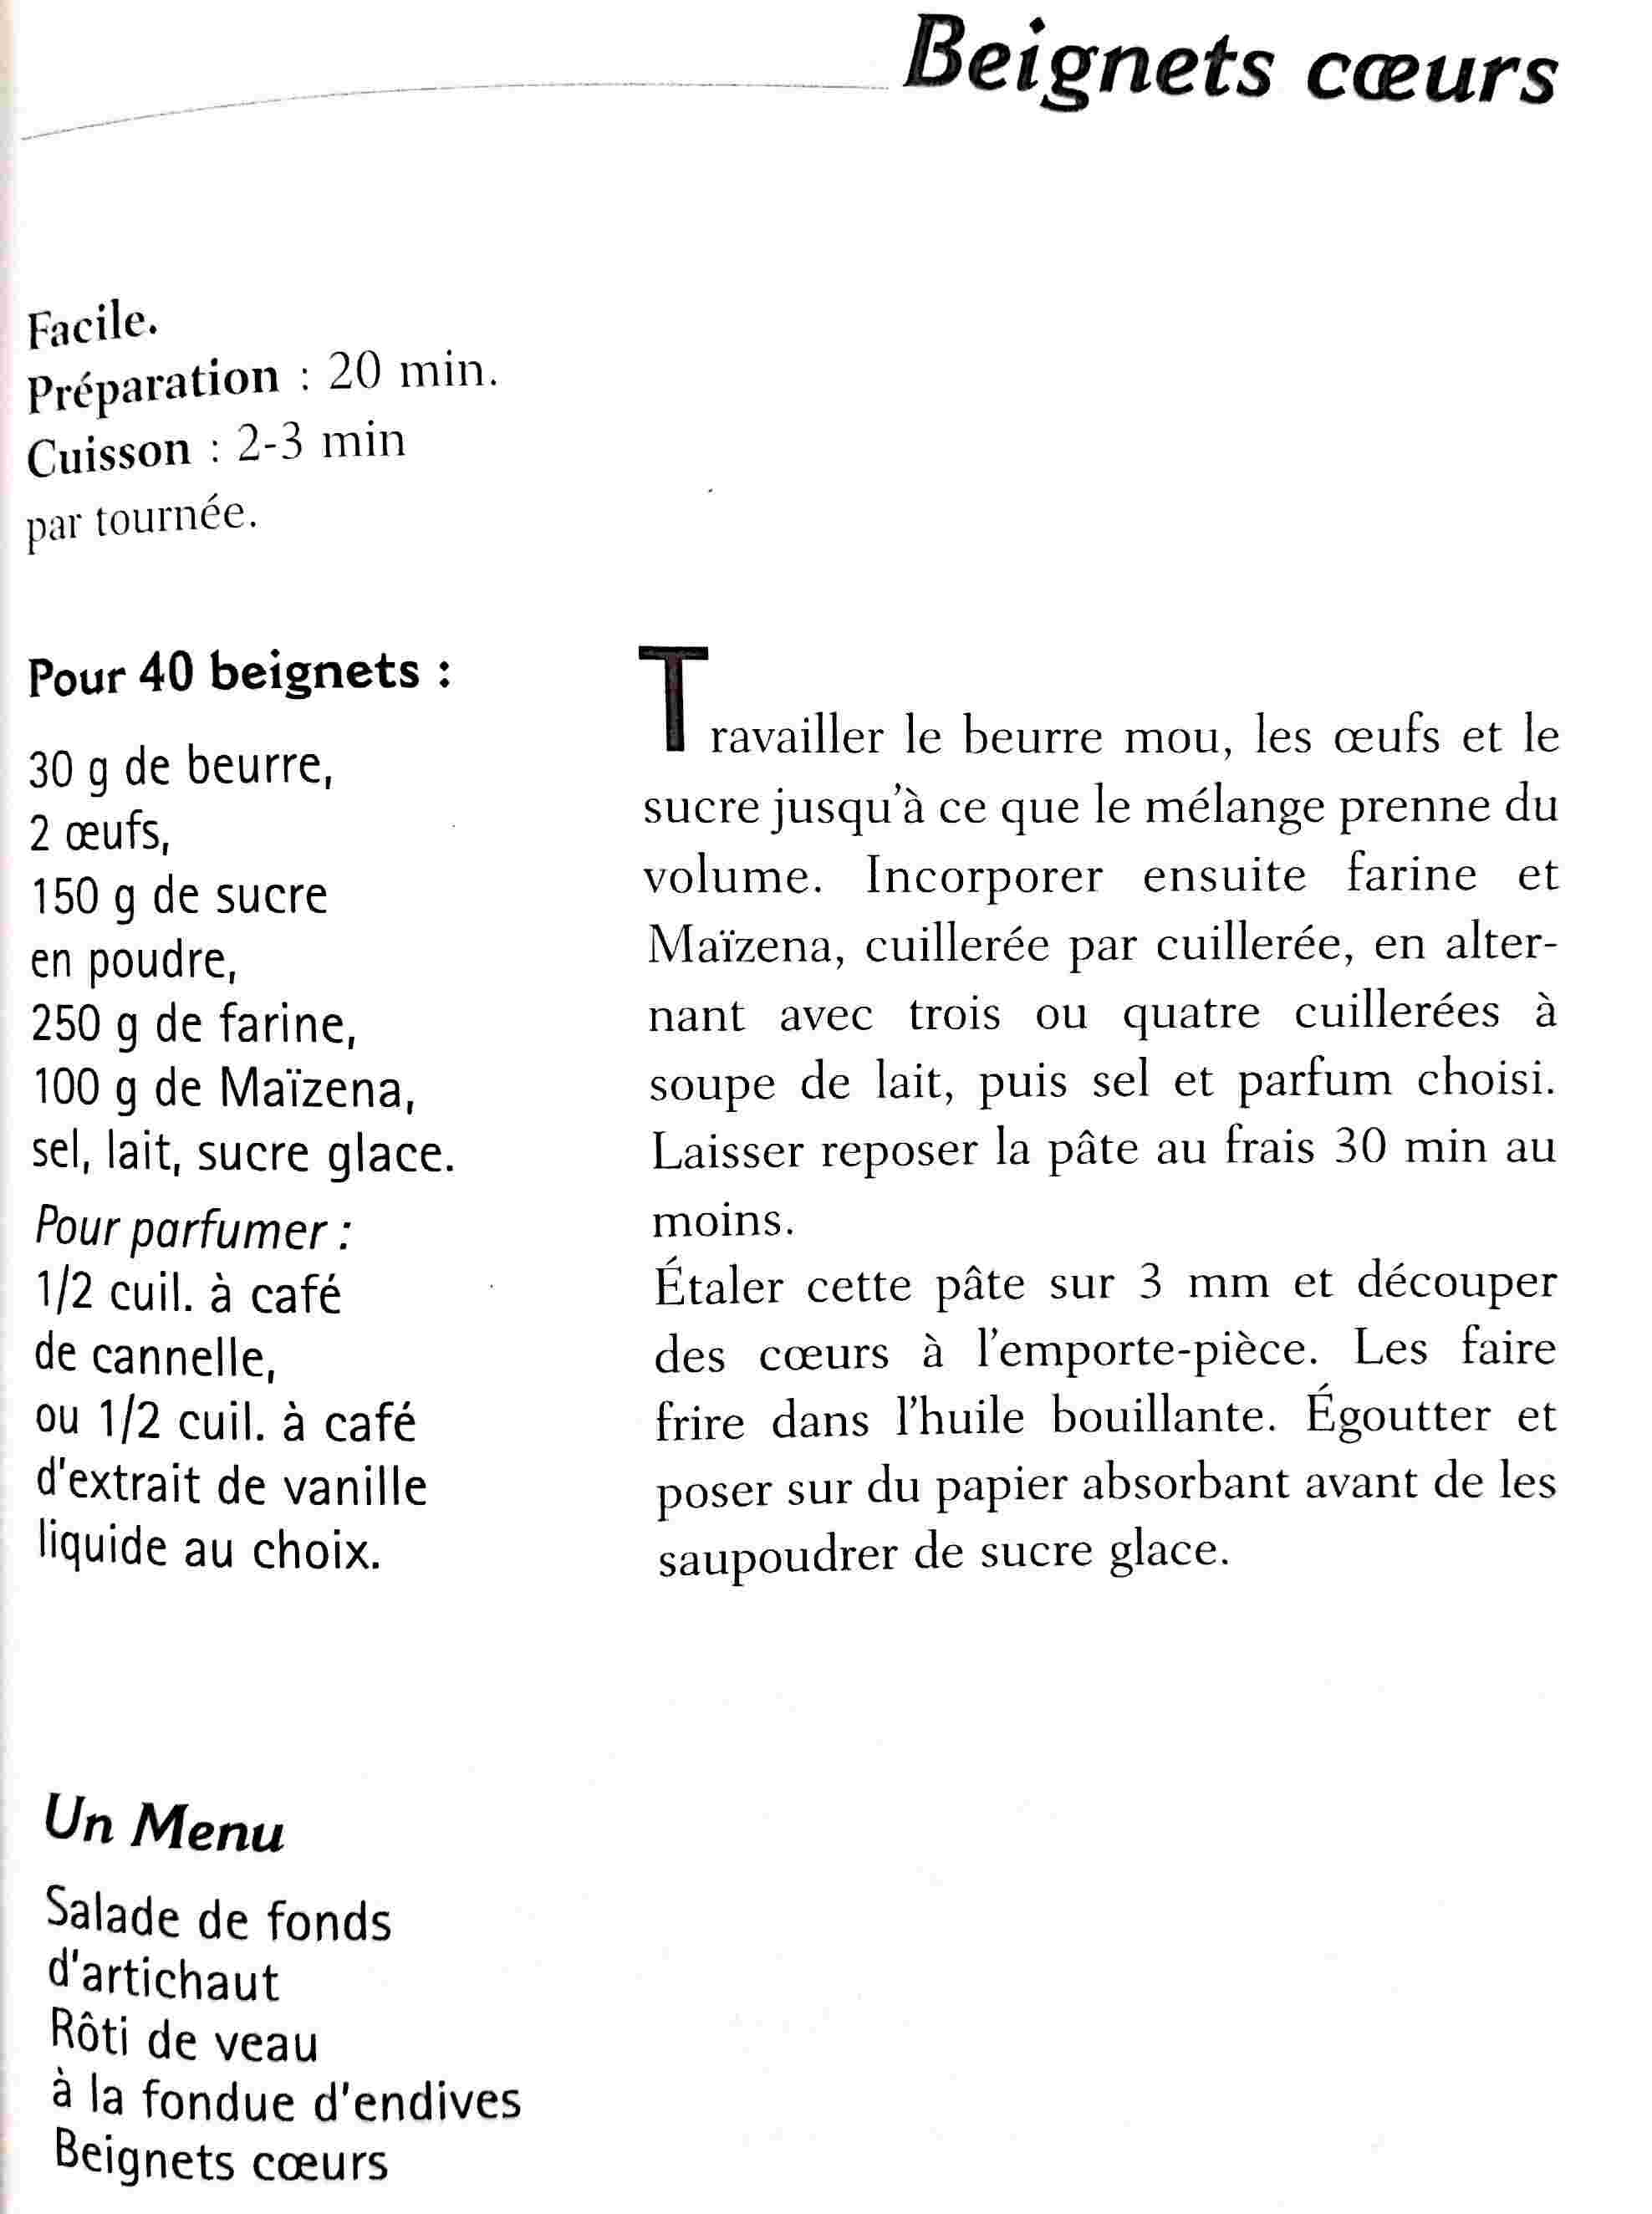 Beignets cœurs
Facile.
Préparation : 20 min.
Cuisson : 2-3 min
par tournée.
Pour 40 beignets :
30 g de beurre,
2 œufs,
150 g de sucre
en poudre,
250 g de farine,
100 g de Maïzena,
sel, lait, sucre glace.
Pour parfumer :
1/2 cuil. à café
de cannelle,
ou 1/2 cuil. à café
d'extrait de vanille
liquide au choix.
Travailler le beurre mou, les œufs et le
sucre jusqu'à ce que le mélange prenne du
volume. Incorporer ensuite farine et
Maïzena, cuillerée par cuillerée, en alter-
nant avec trois ou quatre cuillerées à
soupe de lait, puis sel et parfum choisi.
Laisser reposer la pâte au frais 30 min au
moins.
Étaler cette pâte sur 3 mm et découper
des cœurs à l'emporte-pièce. Les faire
frire dans l'huile bouillante. Égoutter et
poser sur du papier absorbant avant de les
saupoudrer de sucre glace.
Un Menu
Salade de fonds
d'artichaut
Rôti de veau
à la fondue d'endives
Beignets cœurs